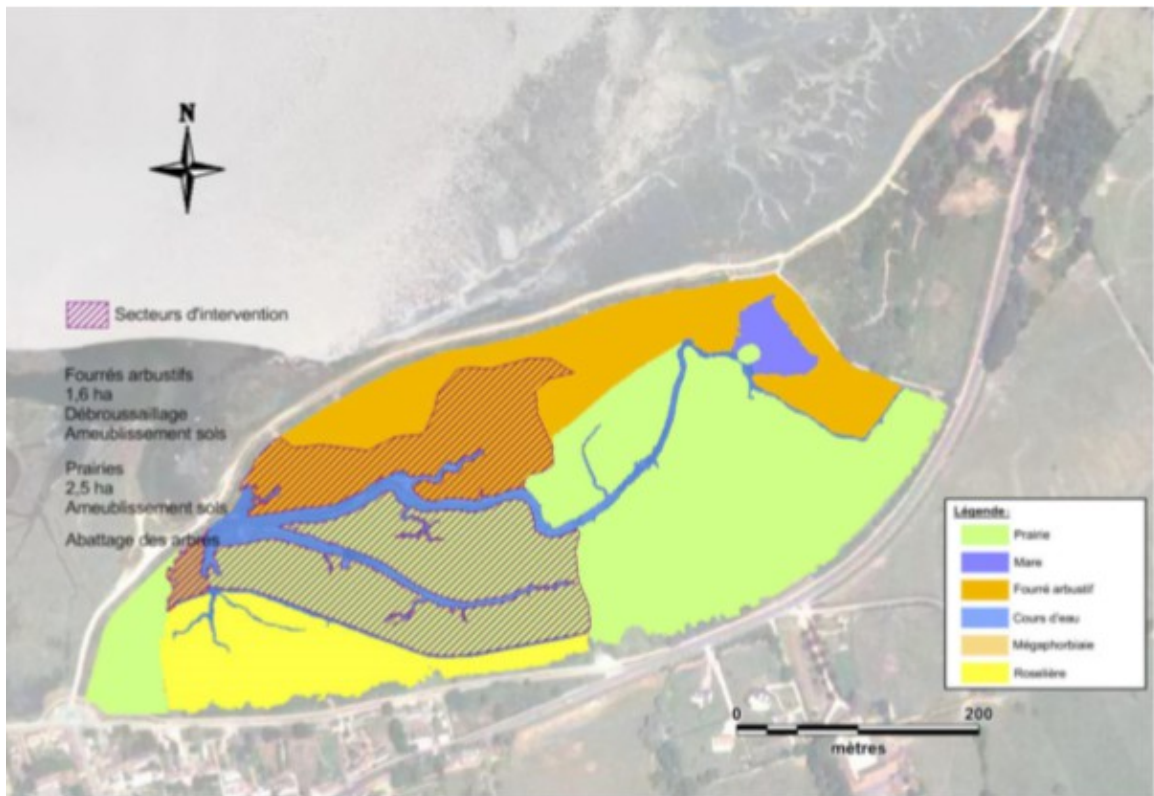 N
Secteurs d'intervention
Fourrés arbustifs
1,6 ha
Débroussaillage
Ameublissement sols
Prairies
2,5 ha
Ameublissement sols
Abattage des arbres
Légende :
Prairie
Mare
Fourré arbustif
Cours d'eau
Mégaphorbiaie
Roselière
0 200
mètres